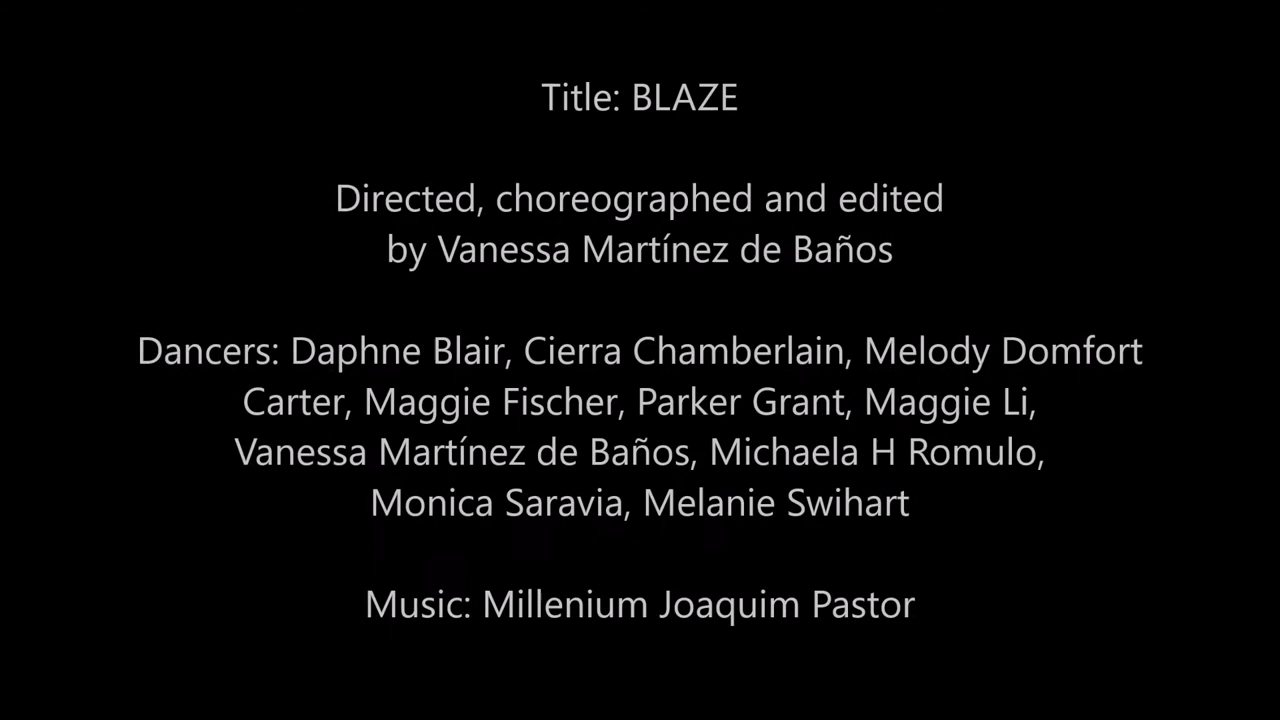 Title: BLAZE
Directed, choreographed and edited
by Vanessa Martínez de Baños
Dancers: Daphne Blair, Cierra Chamberlain, Melody Domfort
Carter, Maggie Fischer, Parker Grant, Maggie Li,
Vanessa Martínez de Baños, Michaela H Romulo,
Monica Saravia, Melanie Swihart
Music: Millenium Joaquim Pastor